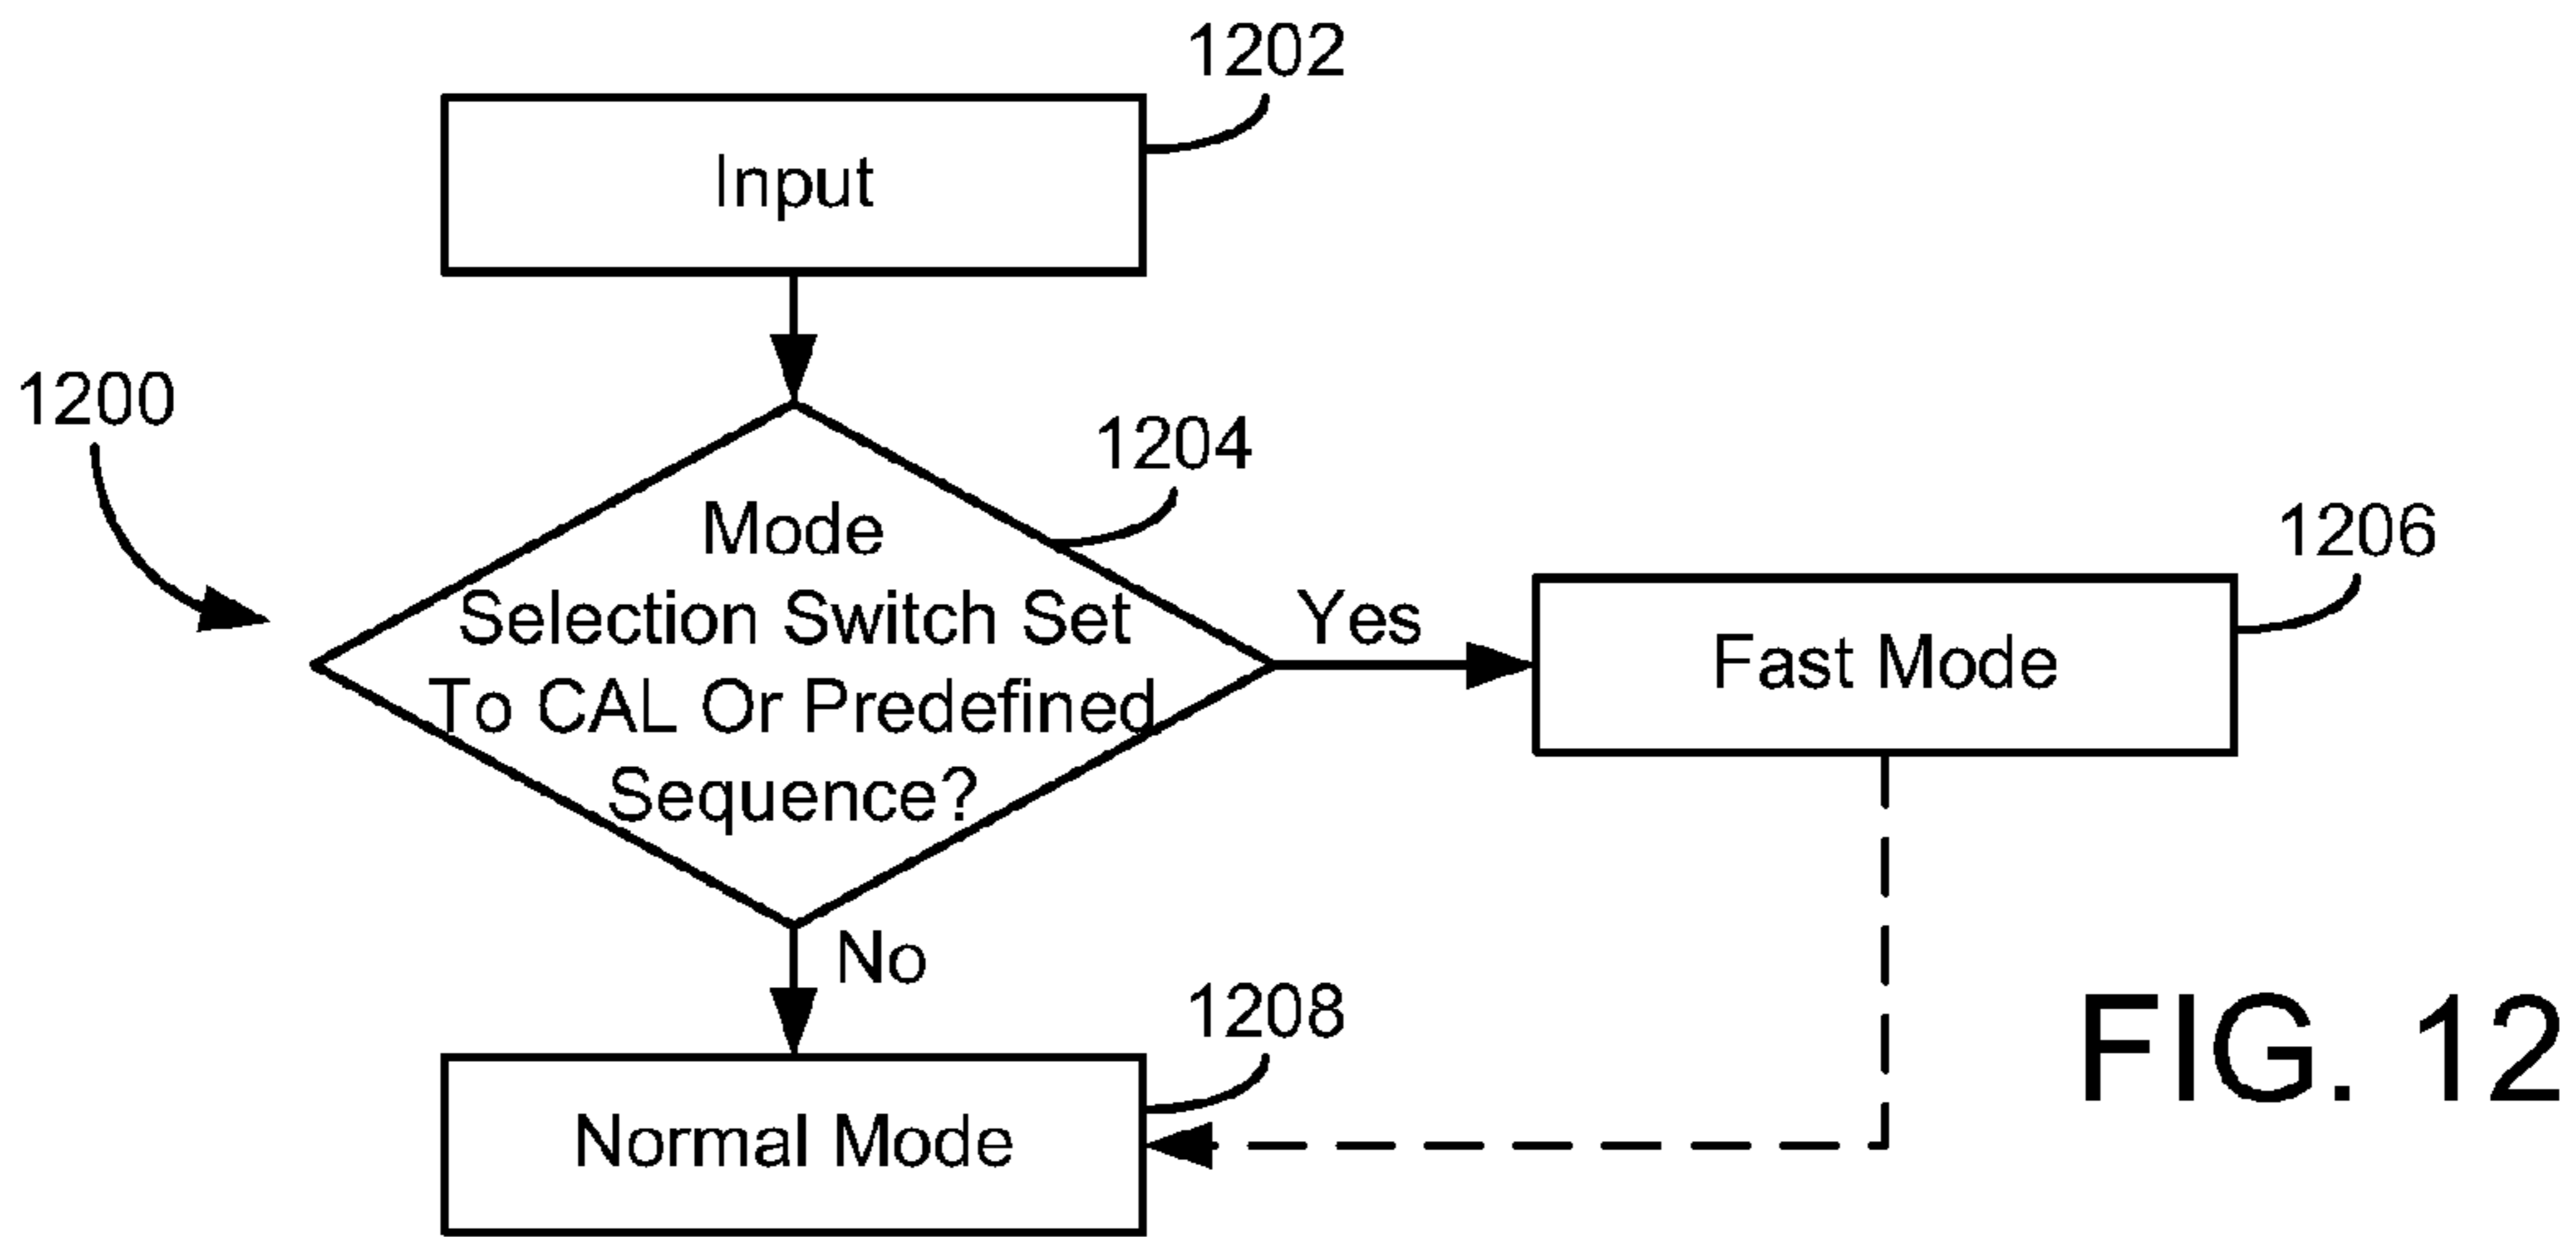 1202
Input
1200
1204
Mode
Selection Switch Set
To CAL Or Predefined
Sequence?
Yes
1206
Fast Mode
No
1208
Normal Mode
FIG. 12